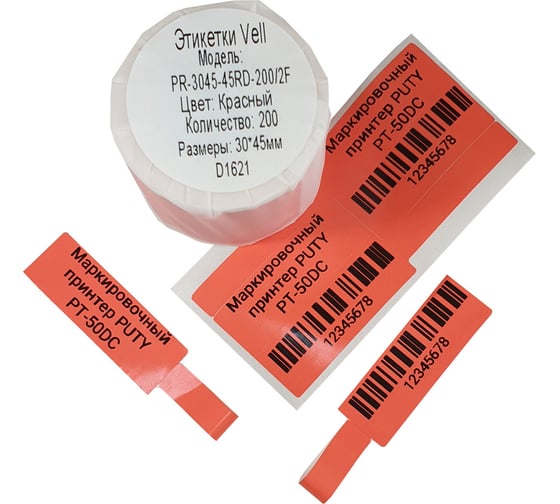 Этикетки Vell
Модель:
PR-3045-45RD-200/2F
Цвет: Красный
Количество: 200
Размеры: 30*45мм
D1621
Маркировочный
принтер PUTY
PT-50DC
12345678
Маркировочный
принтер PUTY
PT-50DC
12345678
Маркировочный
принтер PUTY
PT-50DC
12345678